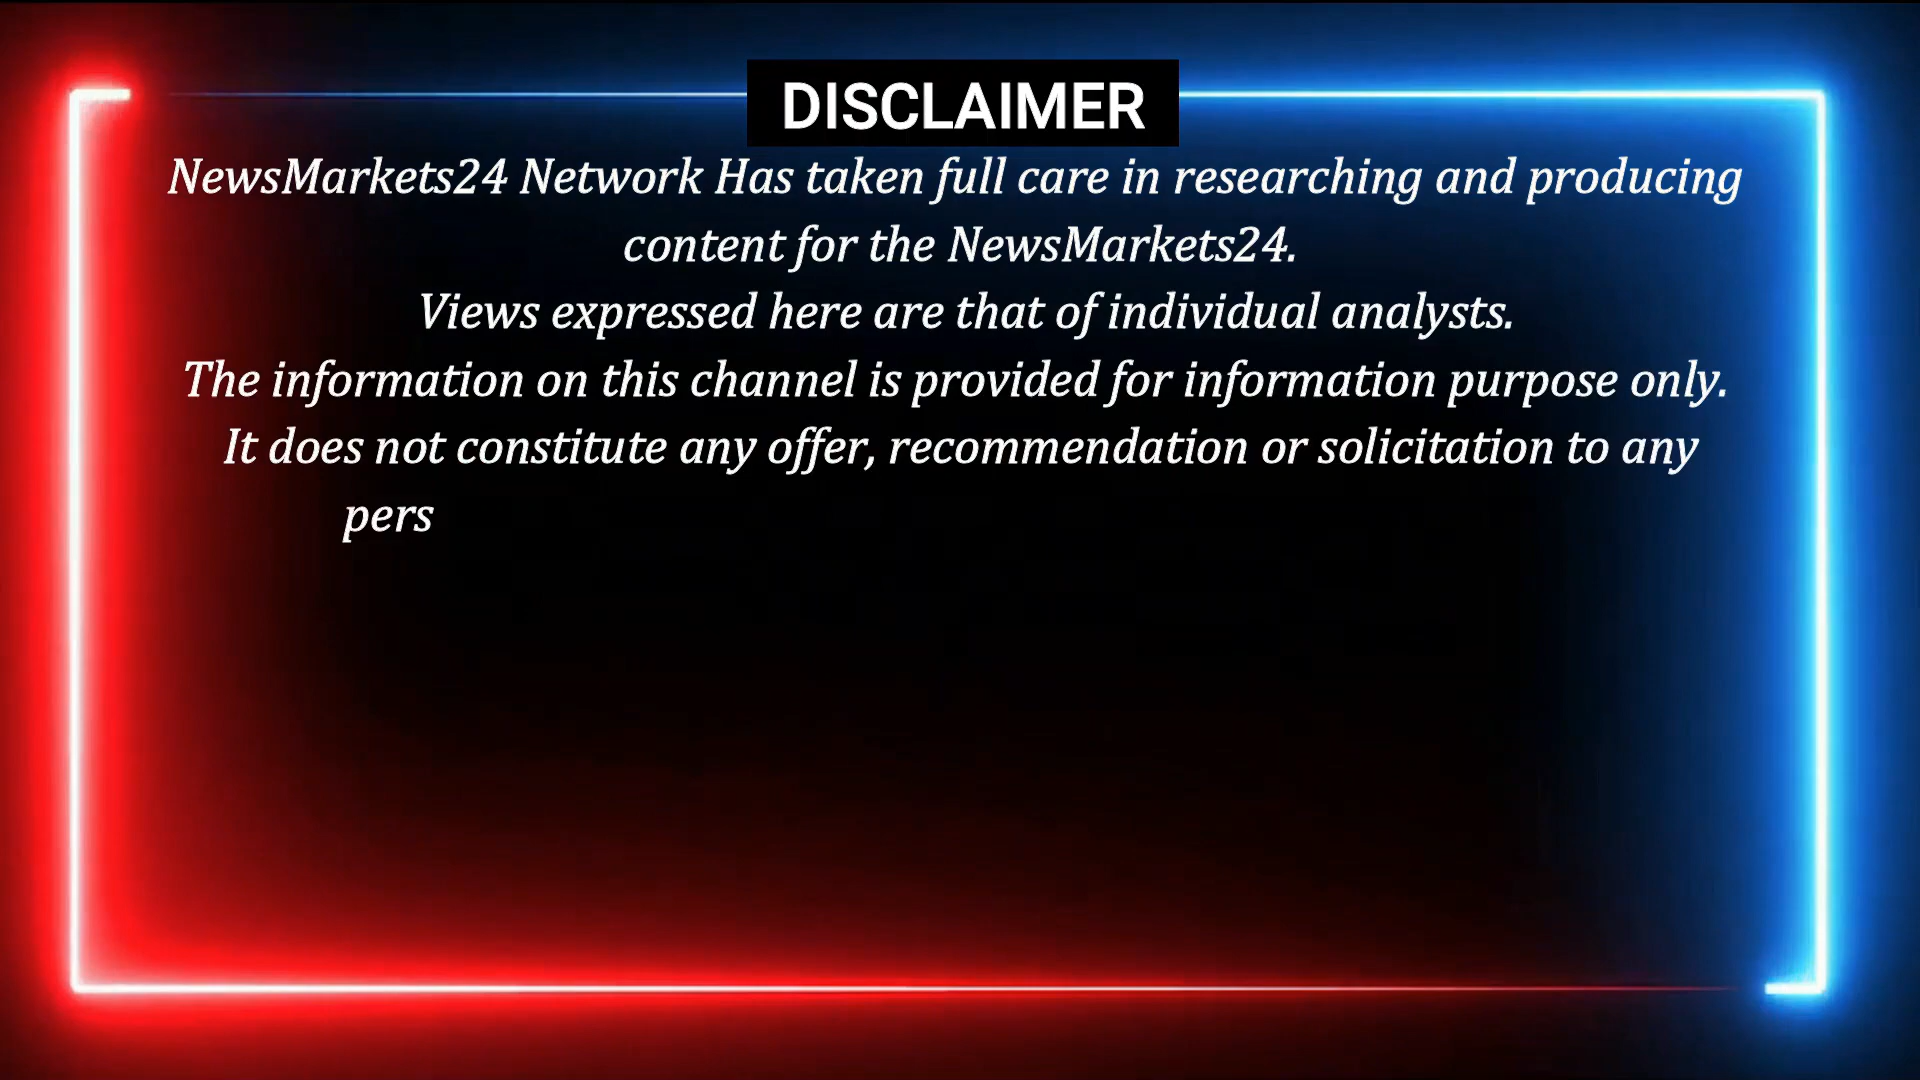 DISCLAIMER
NewsMarkets24 Network Has taken full care in researching and producing
content for the NewsMarkets24.
Views expressed here are that of individual analysts.
The information on this channel is provided for information purpose only.
It does not constitute any offer, recommendation or solicitation to any
pers